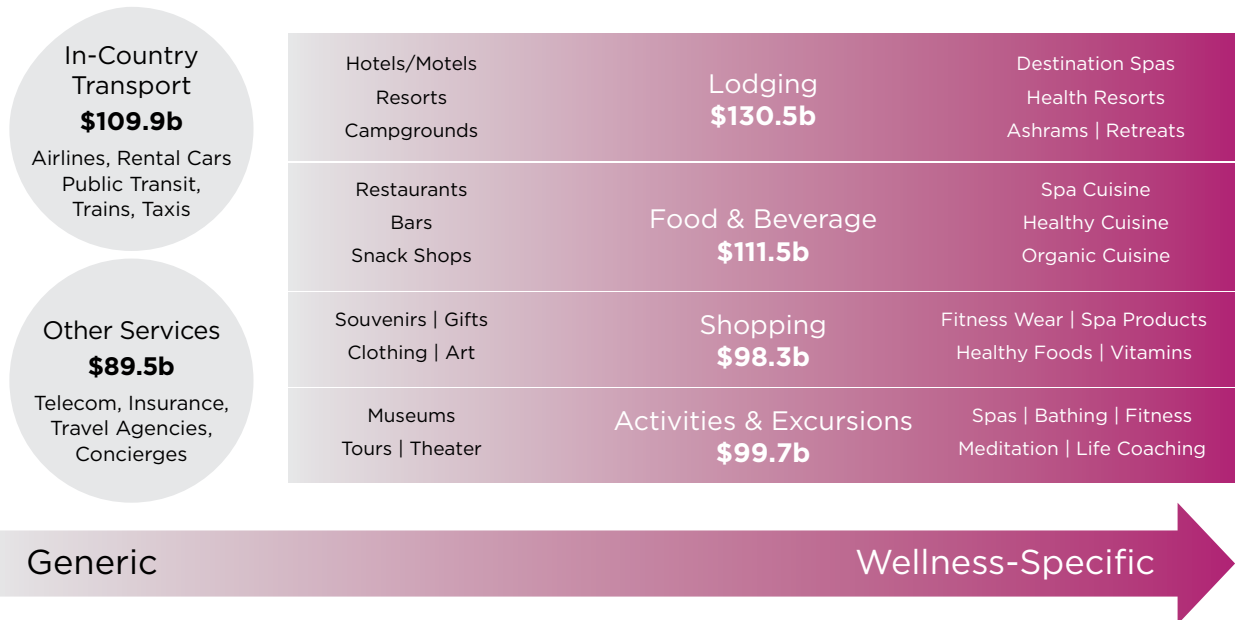 In-Country
Transport
$109.9b
Airlines, Rental Cars
Public Transit,
Trains, Taxis
Other Services
$89.5b
Telecom, Insurance,
Travel Agencies,
Concierges
Hotels/Motels
Resorts
Campgrounds
Lodging
$130.5b
Destination Spas
Health Resorts
Ashrams | Retreats
Restaurants
Bars
Snack Shops
Food & Beverage
$111.5b
Spa Cuisine
Healthy Cuisine
Organic Cuisine
Souvenirs | Gifts
Clothing | Art
Shopping
$98.3b
Fitness Wear | Spa Products
Healthy Foods | Vitamins
Museums
Tours | Theater
Activities & Excursions
$99.7b
Spas | Bathing | Fitness
Meditation | Life Coaching
Generic
Wellness-Specific